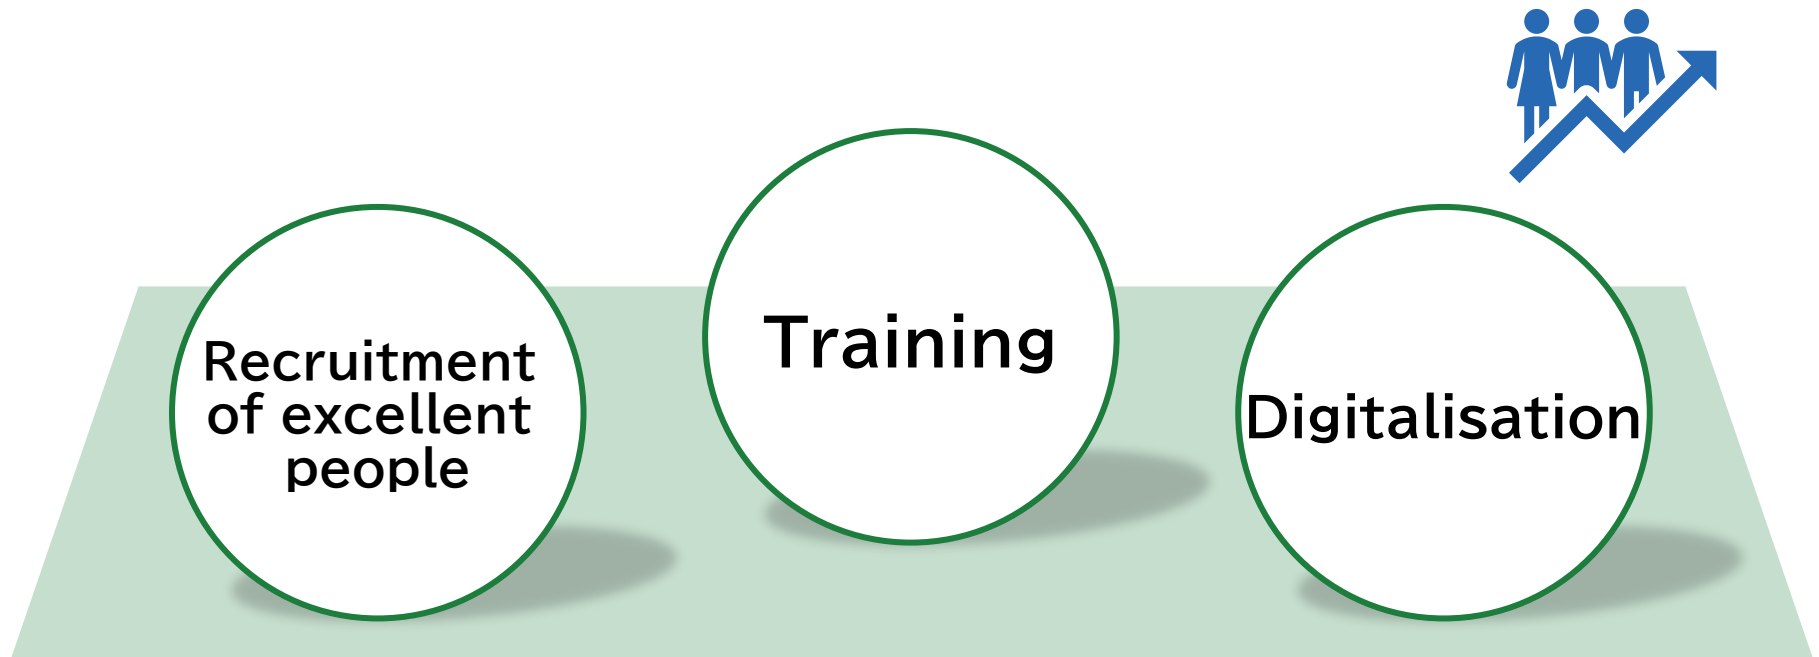 Recruitment
of excellent
people
Training
Digitalisation